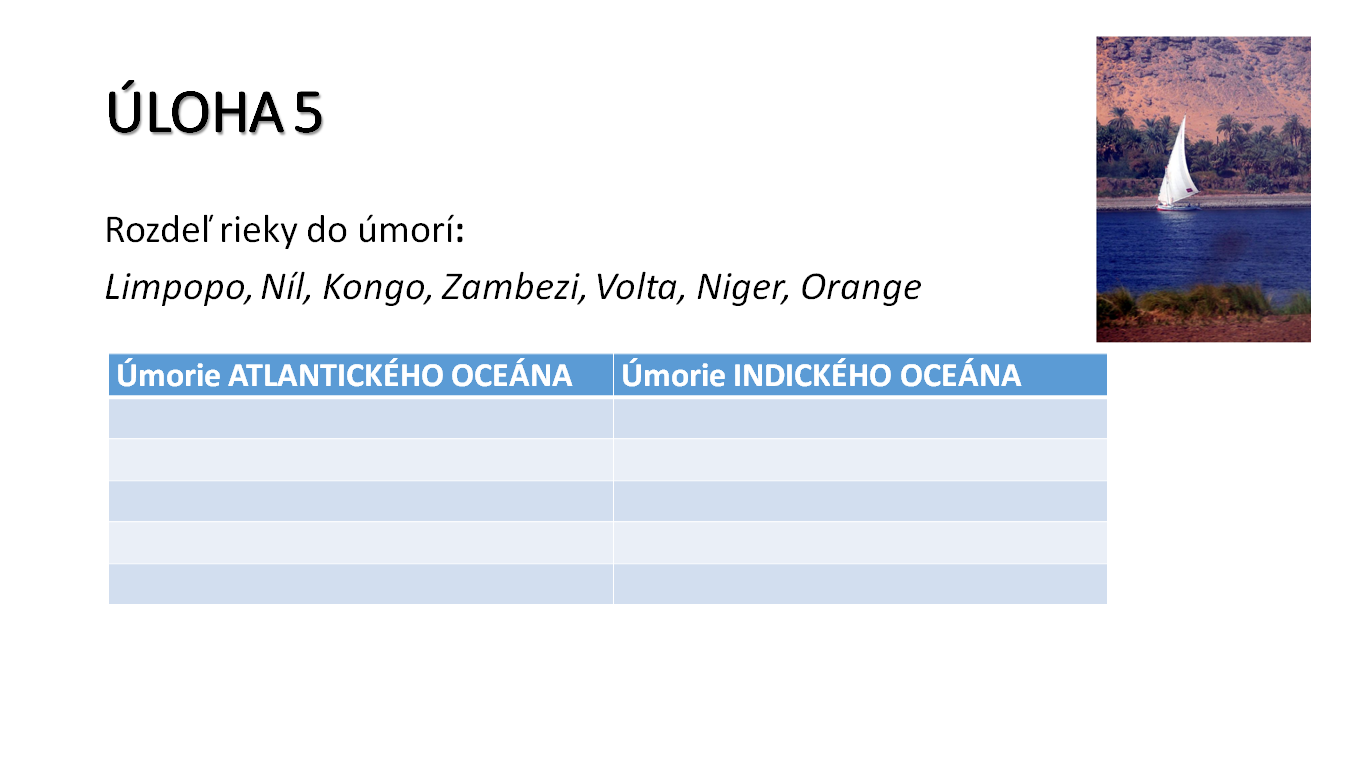 ÚLOHA 5
Rozdeľ rieky do úmorí:
Limpopo, Níl, Kongo, Zambezi, Volta, Niger, Orange
Úmorie ATLANTICKÉHO OCEÁNA
Úmorie INDICKÉHO OCEÁNA